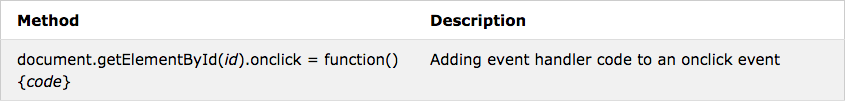 Method Description
document.getElementById(id).onclick = function() Adding event handler code to an onclick event
{code}